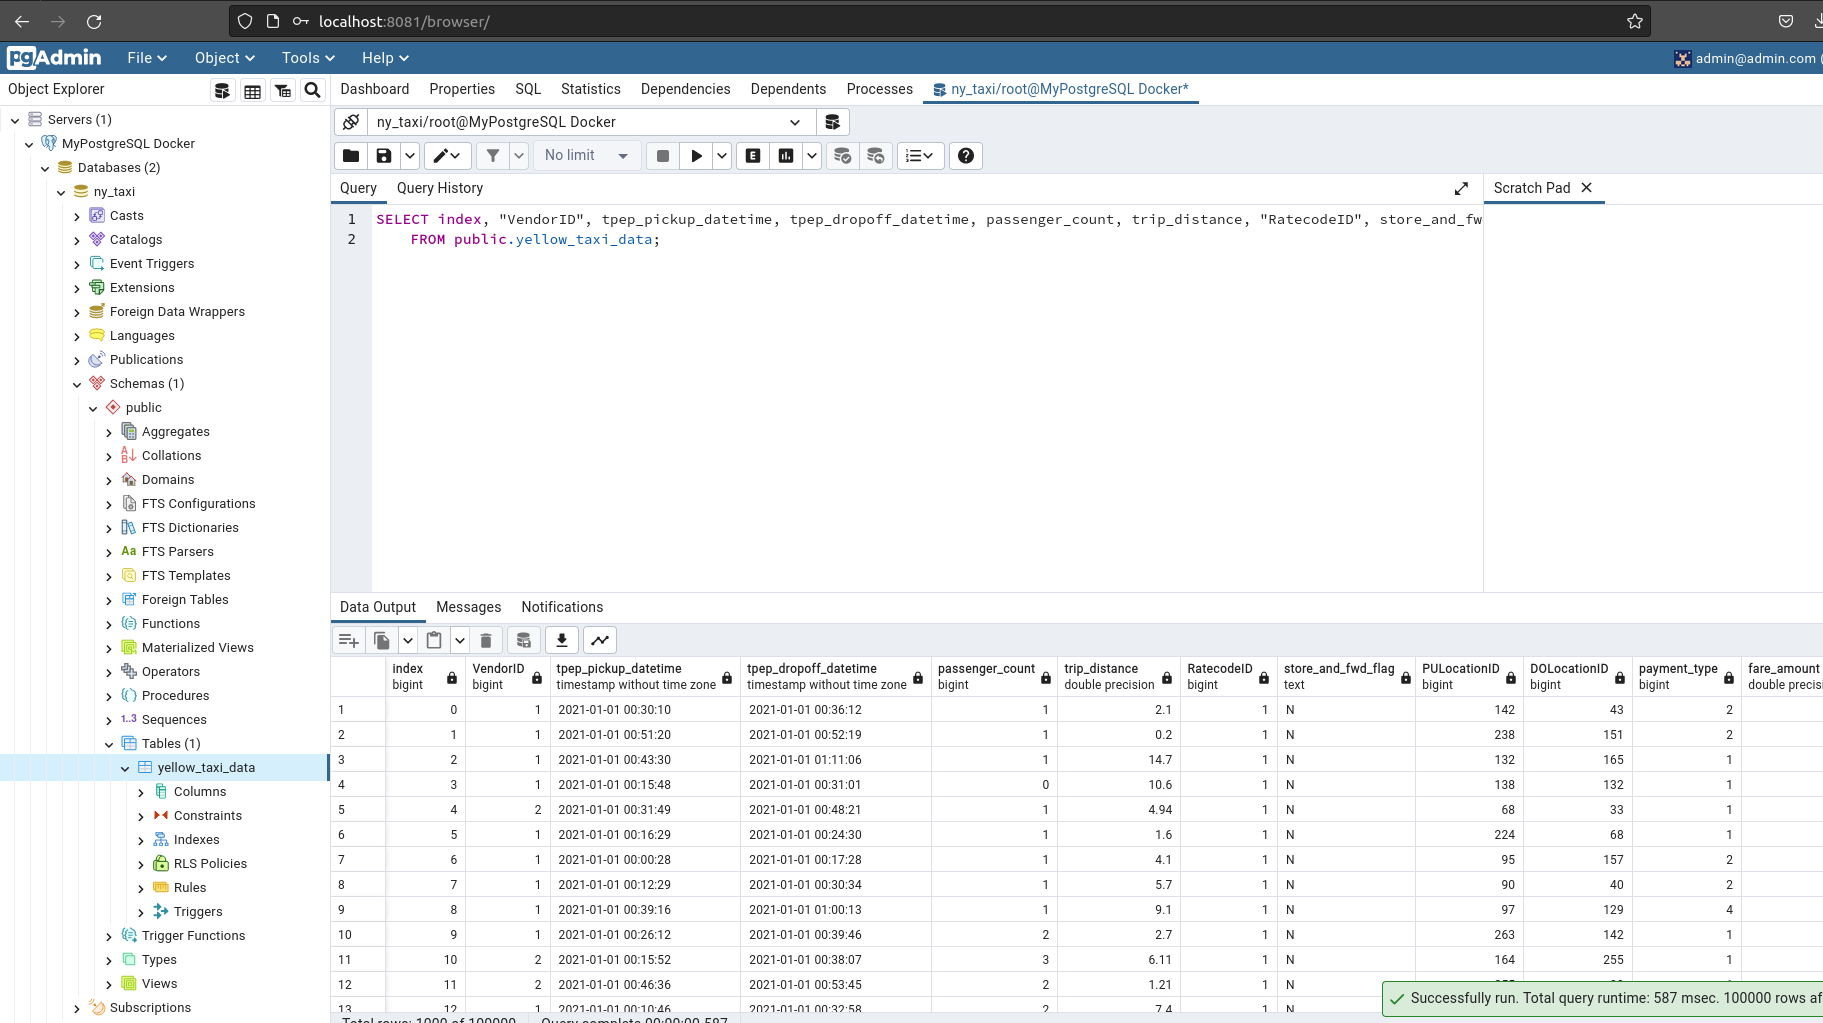 localhost:8081/browser/
pgAdmin File Object Tools Help admin@admin.com (
Object Explorer
Dashboard Properties SQL Statistics Dependencies Dependents Processes ny_taxi/root@MyPostgreSQL Docker*
Servers (1)
MyPostgreSQL Docker
Databases (2)
ny_taxi
Casts
Catalogs
Event Triggers
Extensions
Foreign Data Wrappers
Languages
Publications
Schemas (1)
public
Aggregates
Collations
Domains
FTS Configurations
FTS Dictionaries
Aa FTS Parsers
FTS Templates
Foreign Tables
Functions
Materialized Views
Operators
Procedures
1..3 Sequences
Tables (1)
yellow_taxi_data
Columns
Constraints
Indexes
RLS Policies
Rules
Triggers
Trigger Functions
Types
Views
Subscriptions
ny_taxi/root@MyPostgreSQL Docker
No limit E
Query Query History Scratch Pad
1 SELECT index, "VendorID", tpep_pickup_datetime, tpep_dropoff_datetime, passenger_count, trip_distance, "RatecodeID", store_and_fw
2 FROM public.yellow_taxi_data;
Data Output Messages Notifications
index VendorID tpep_pickup_datetime tpep_dropoff_datetime passenger_count trip_distance RatecodeID store_and_fwd_flag PULocationID DOLocationID payment_type fare_amount
bigint bigint timestamp without time zone timestamp without time zone bigint double precision bigint text bigint bigint bigint double precisi
1 0 1 2021-01-01 00:30:10 2021-01-01 00:36:12 1 2.1 1 N 142 43 2
2 1 1 2021-01-01 00:51:20 2021-01-01 00:52:19 1 0.2 1 N 238 151 2
3 2 1 2021-01-01 00:43:30 2021-01-01 01:11:06 1 14.7 1 N 132 165 1
4 3 1 2021-01-01 00:15:48 2021-01-01 00:31:01 0 10.6 1 N 138 132 1
5 4 2 2021-01-01 00:31:49 2021-01-01 00:48:21 1 4.94 1 N 68 33 1
6 5 1 2021-01-01 00:16:29 2021-01-01 00:24:30 1 1.6 1 N 224 68 1
7 6 1 2021-01-01 00:00:28 2021-01-01 00:17:28 1 4.1 1 N 95 157 2
8 7 1 2021-01-01 00:12:29 2021-01-01 00:30:34 1 5.7 1 N 90 40 2
9 8 1 2021-01-01 00:39:16 2021-01-01 01:00:13 1 9.1 1 N 97 129 4
10 9 1 2021-01-01 00:26:12 2021-01-01 00:39:46 2 2.7 1 N 263 142 1
11 10 2 2021-01-01 00:15:52 2021-01-01 00:38:07 3 6.11 1 N 164 255 1
12 11 2 2021-01-01 00:46:36 2021-01-01 00:53:45 2 1.21 1 N
13 12 1 2021-01-01 00:10:46 2021-01-01 00:32:58 2 7.4 1 N
Successfully run. Total query runtime: 587 msec. 100000 rows af
Total rows: 1000 of 100000 Query complete 00:00:00.587